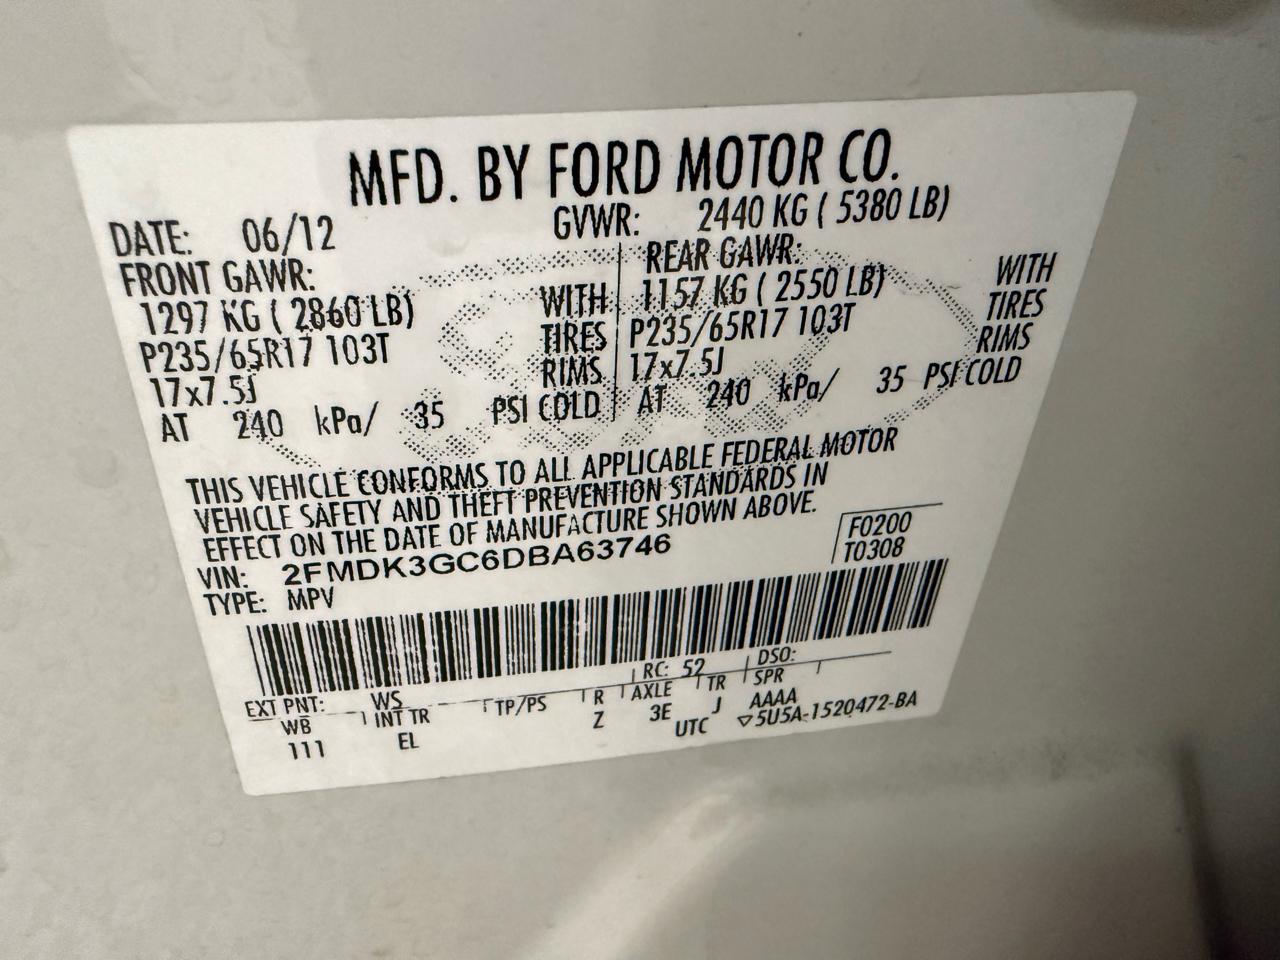 MFD. BY FORD MOTOR CO.
DATE: 06/12 GVWR: 2440 KG ( 5380 LB)
FRONT GAWR: REAR GAWR:
1297 KG ( 2860 LB) WITH 1157 KG ( 2550 LB) WITH
P235/65R17 103T TIRES P235/65R17 103T TIRES
17x7.5J RIMS 17x7.5J RIMS
AT 240 kPa/ 35 PSI COLD AT 240 kPa/ 35 PSI COLD
THIS VEHICLE CONFORMS TO ALL APPLICABLE FEDERAL MOTOR
VEHICLE SAFETY AND THEFT PREVENTION STANDARDS IN
EFFECT ON THE DATE OF MANUFACTURE SHOWN ABOVE.
F0200
VIN: 2FMDK3GC6DBA63746 T0308
TYPE: MPV
RC: 52 DSO:
EXT PNT: WS
WB INT TR TP/PS R AXLE TR SPR
111 EL Z 3E J AAAA
UTC ▽5U5A-1520472-BA